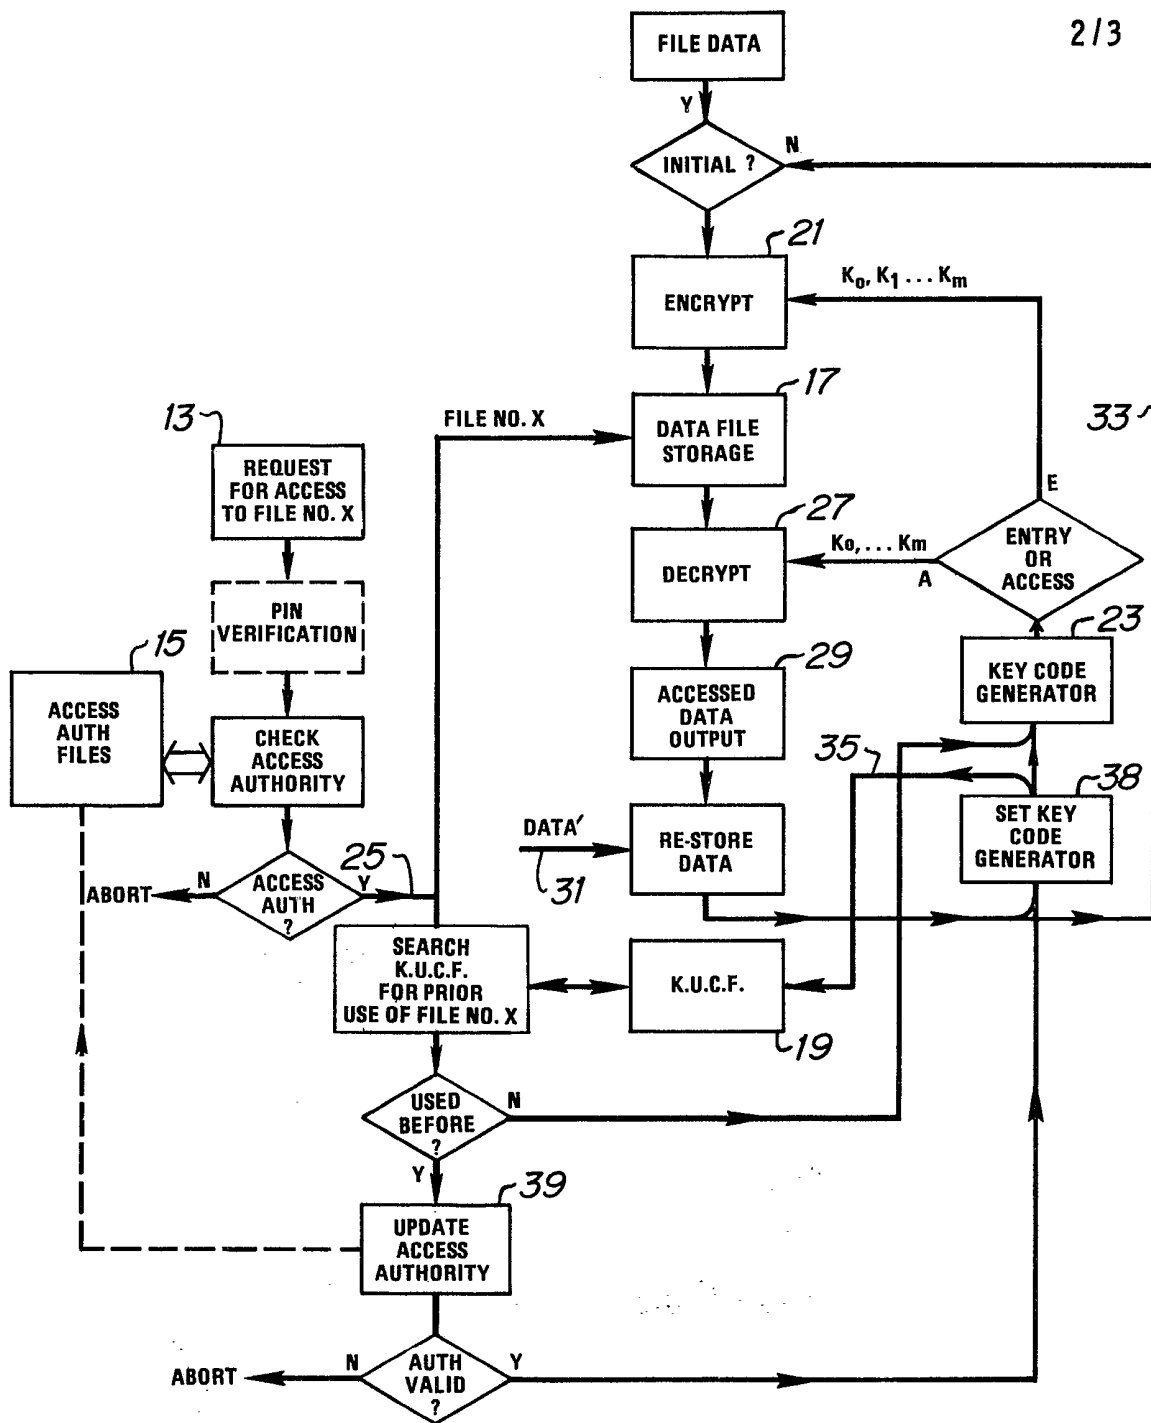 2/3
FILE DATA
Y
INITIAL ?
N
21
ENCRYPT
K₀, K₁ ... Kₘ
17
DATA FILE
STORAGE
FILE NO. X
33
13
REQUEST
FOR ACCESS
TO FILE NO. X
E
ENTRY
OR
ACCESS
A
K₀, ... Kₘ
27
DECRYPT
PIN
VERIFICATION
15
ACCESS
AUTH
FILES
CHECK
ACCESS
AUTHORITY
29
ACCESSED
DATA
OUTPUT
23
KEY CODE
GENERATOR
35
38
SET KEY
CODE
GENERATOR
DATA′
31
RE-STORE
DATA
ABORT
N
ACCESS
AUTH
?
Y
25
SEARCH
K.U.C.F.
FOR PRIOR
USE OF FILE NO. X
K.U.C.F.
19
USED
BEFORE
?
N
Y
39
UPDATE
ACCESS
AUTHORITY
ABORT
N
AUTH
VALID
?
Y